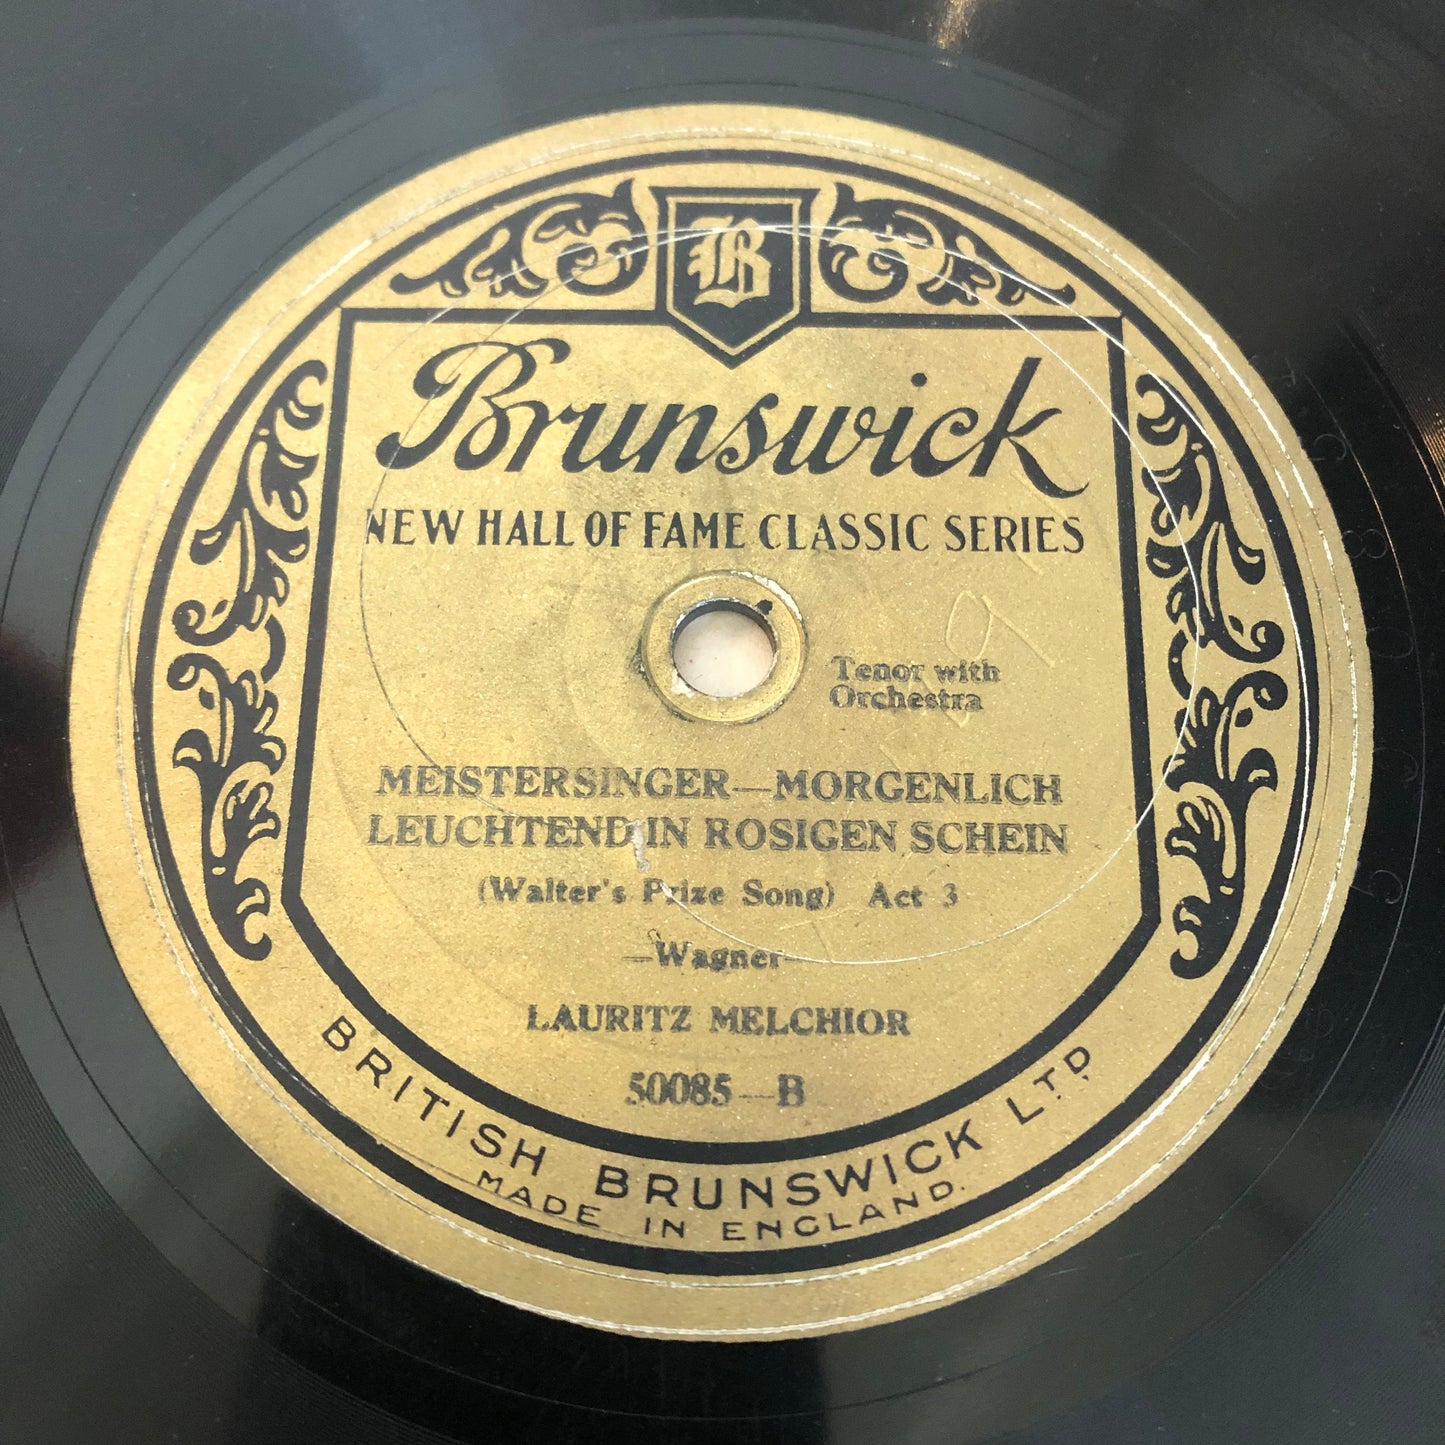 B
Brunswick
NEW HALL OF FAME CLASSIC SERIES
Tenor with
Orchestra
MEISTERSINGER—MORGENLICH
LEUCHTEND IN ROSIGEN SCHEIN
(Walter's Prize Song) Act 3
—Wagner—
LAURITZ MELCHIOR
50085—B
BRITISH BRUNSWICK LTD
MADE IN ENGLAND.